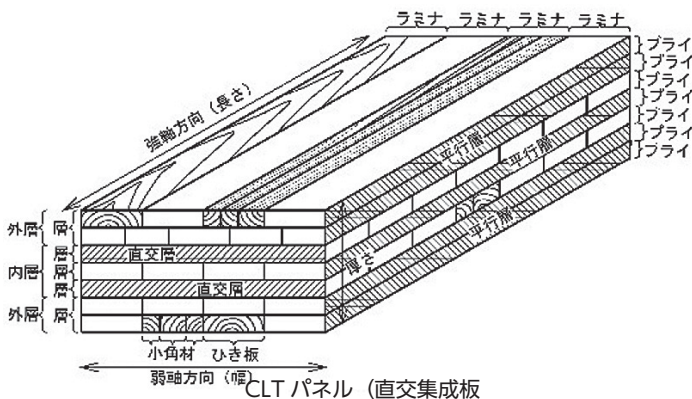 ラミナ ラミナ ラミナ ラミナ
プライ
プライ
プライ
プライ
プライ
プライ
プライ
強軸方向(長さ)
平行層
平行層
平行層
厚さ
外層 層
層
直交層
内層 層
層
直交層
外層 層
小角材 ひき板
弱軸方向(幅)
CLT パネル(直交集成板